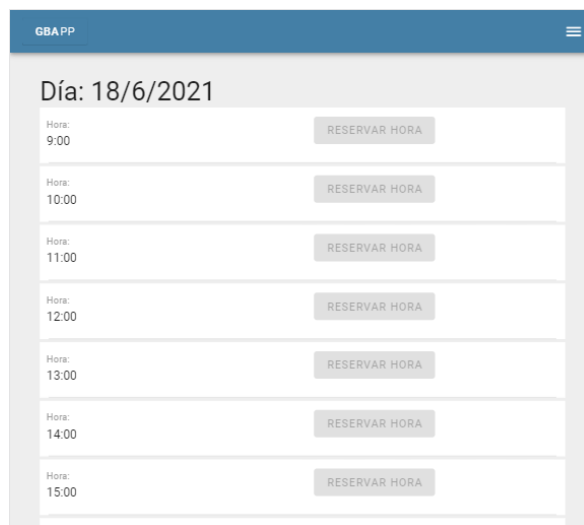 GBAPP
Día: 18/6/2021
Hora:
9:00
RESERVAR HORA
Hora:
10:00
RESERVAR HORA
Hora:
11:00
RESERVAR HORA
Hora:
12:00
RESERVAR HORA
Hora:
13:00
RESERVAR HORA
Hora:
14:00
RESERVAR HORA
Hora:
15:00
RESERVAR HORA